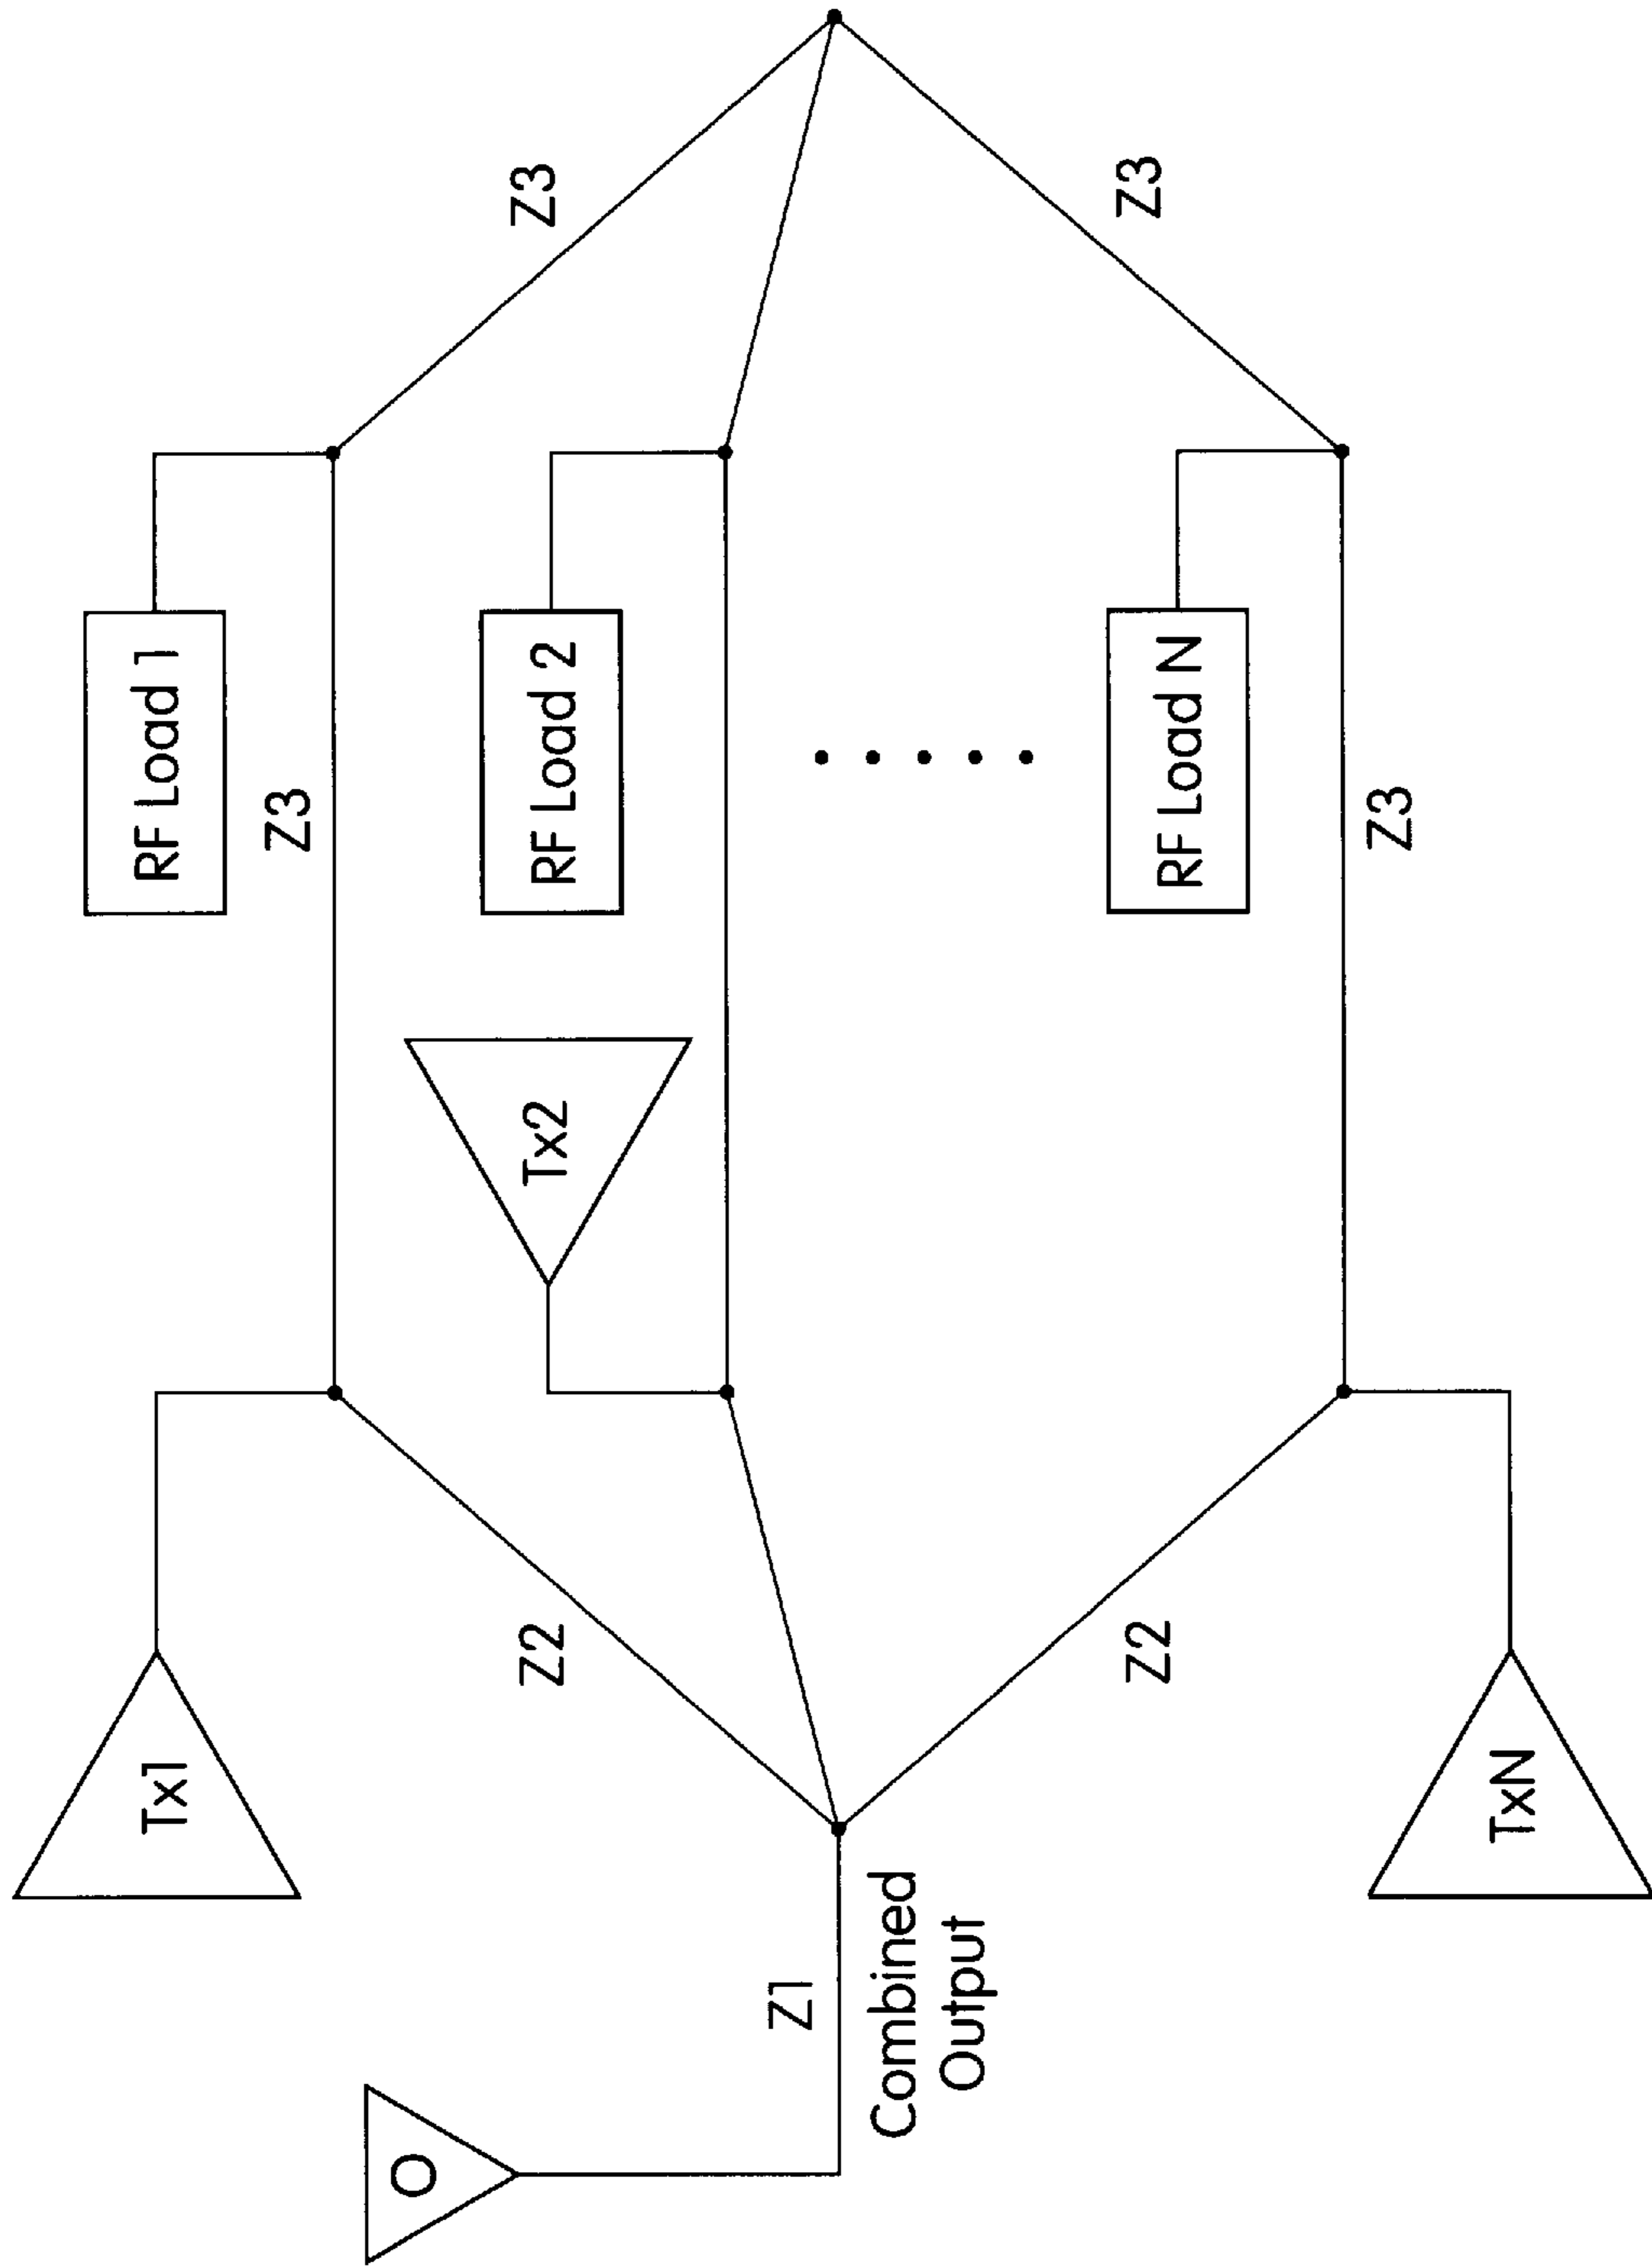 Tx1
RF Load 1
Z3
O
Z2
Tx2
RF Load 2
Z3
Z1
Combined
Output
Z2
RF Load N
Z3
Z3
TxN